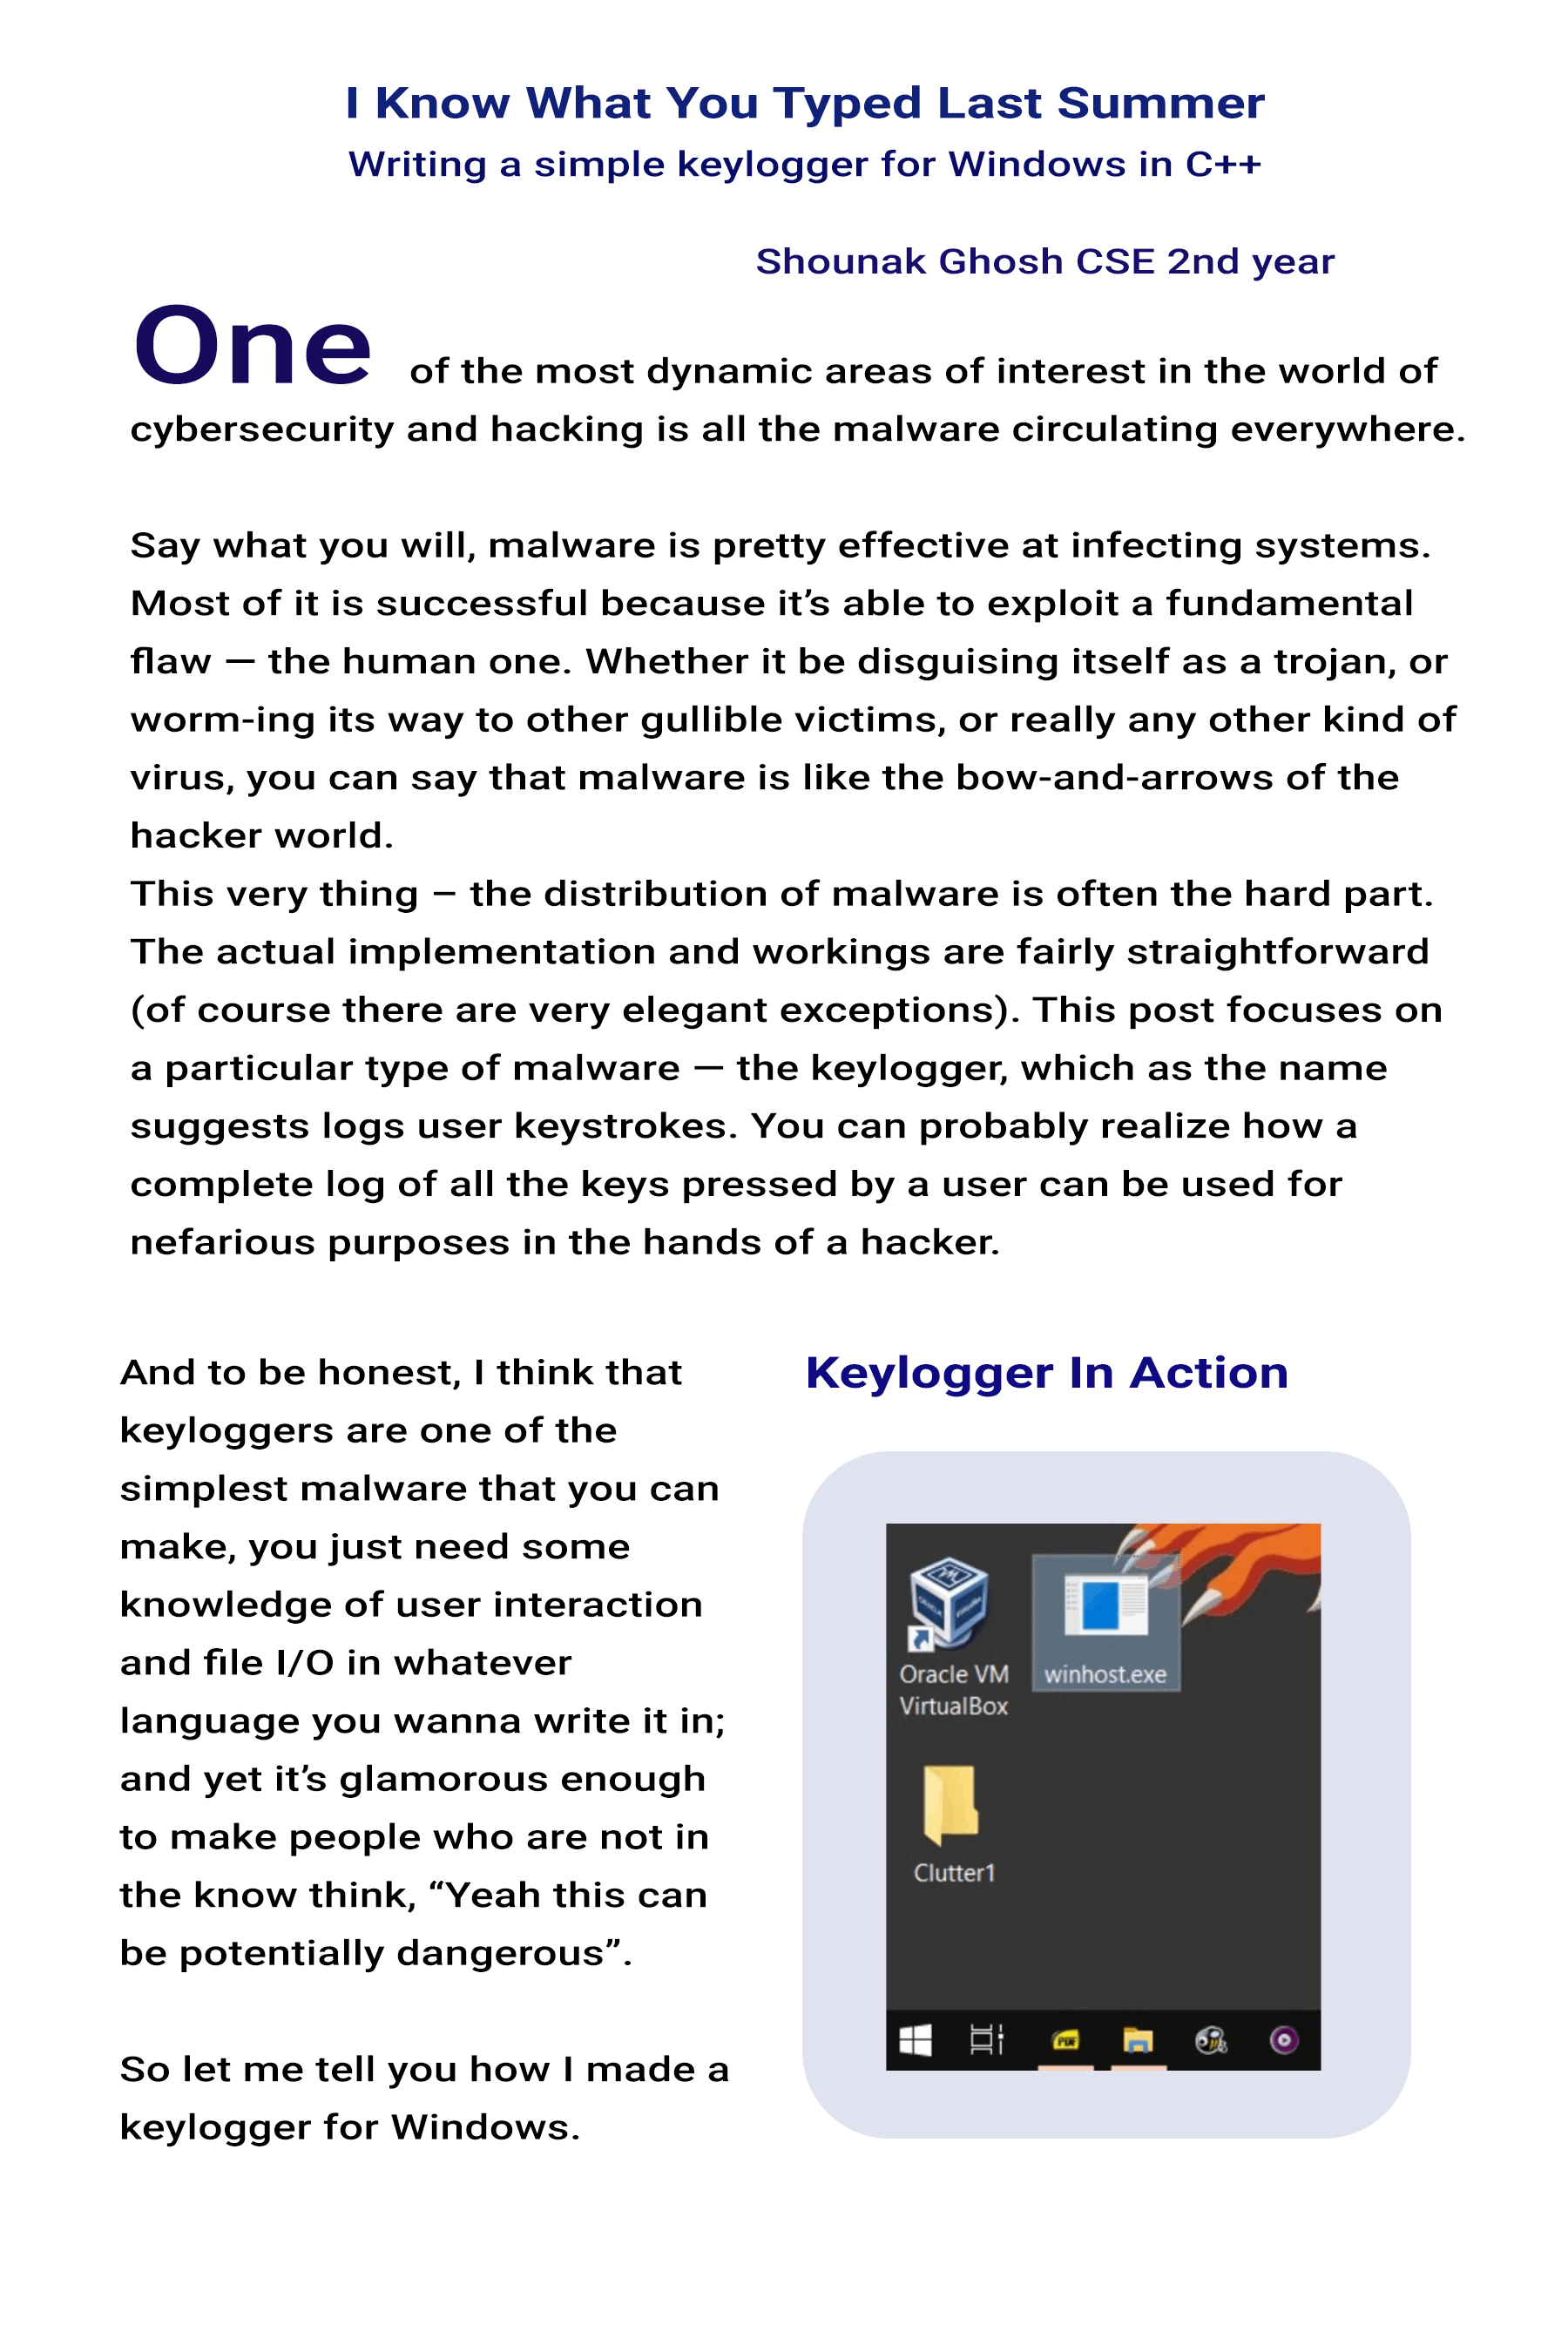 I Know What You Typed Last Summer
Writing a simple keylogger for Windows in C++
Shounak Ghosh CSE 2nd year
One of the most dynamic areas of interest in the world of
cybersecurity and hacking is all the malware circulating everywhere.
Say what you will, malware is pretty effective at infecting systems.
Most of it is successful because it’s able to exploit a fundamental
flaw — the human one. Whether it be disguising itself as a trojan, or
worm-ing its way to other gullible victims, or really any other kind of
virus, you can say that malware is like the bow-and-arrows of the
hacker world.
This very thing – the distribution of malware is often the hard part.
The actual implementation and workings are fairly straightforward
(of course there are very elegant exceptions). This post focuses on
a particular type of malware — the keylogger, which as the name
suggests logs user keystrokes. You can probably realize how a
complete log of all the keys pressed by a user can be used for
nefarious purposes in the hands of a hacker.
And to be honest, I think that
keyloggers are one of the
simplest malware that you can
make, you just need some
knowledge of user interaction
and file I/O in whatever
language you wanna write it in;
and yet it’s glamorous enough
to make people who are not in
the know think, “Yeah this can
be potentially dangerous”.
So let me tell you how I made a
keylogger for Windows.
Keylogger In Action
Oracle VM
VirtualBox
winhost.exe
Clutter1
PDF